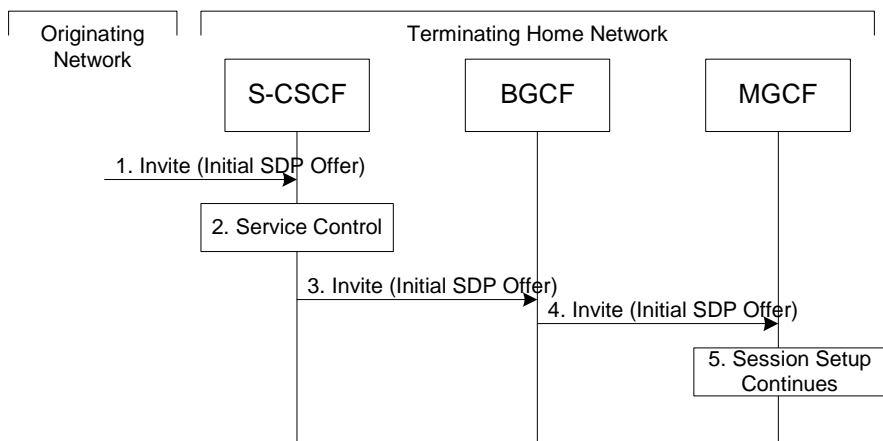 Originating
Network
Terminating Home Network
S-CSCF
BGCF
MGCF
1. Invite (Initial SDP Offer)
2. Service Control
3. Invite (Initial SDP Offer)
4. Invite (Initial SDP Offer)
5. Session Setup
Continues